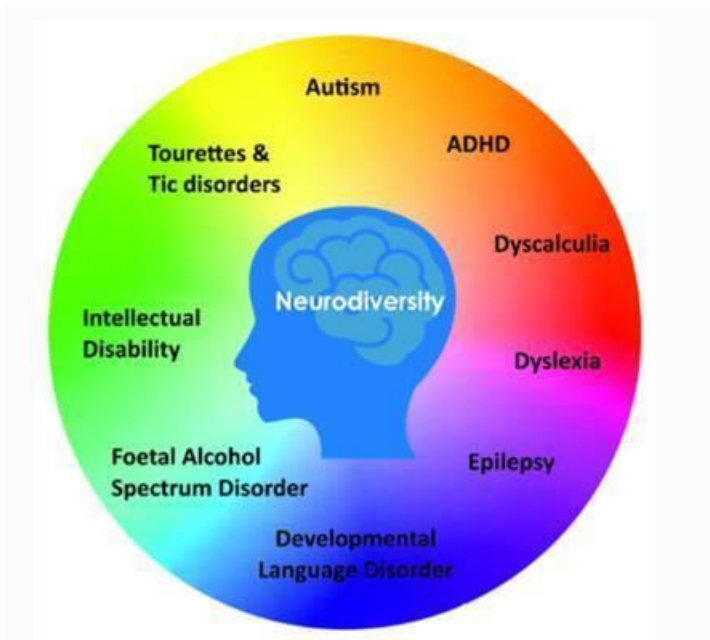 Autism
ADHD
Tourettes &
Tic disorders
Dyscalculia
Neurodiversity
Intellectual
Disability
Dyslexia
Foetal Alcohol
Spectrum Disorder
Epilepsy
Developmental
Language Disorder